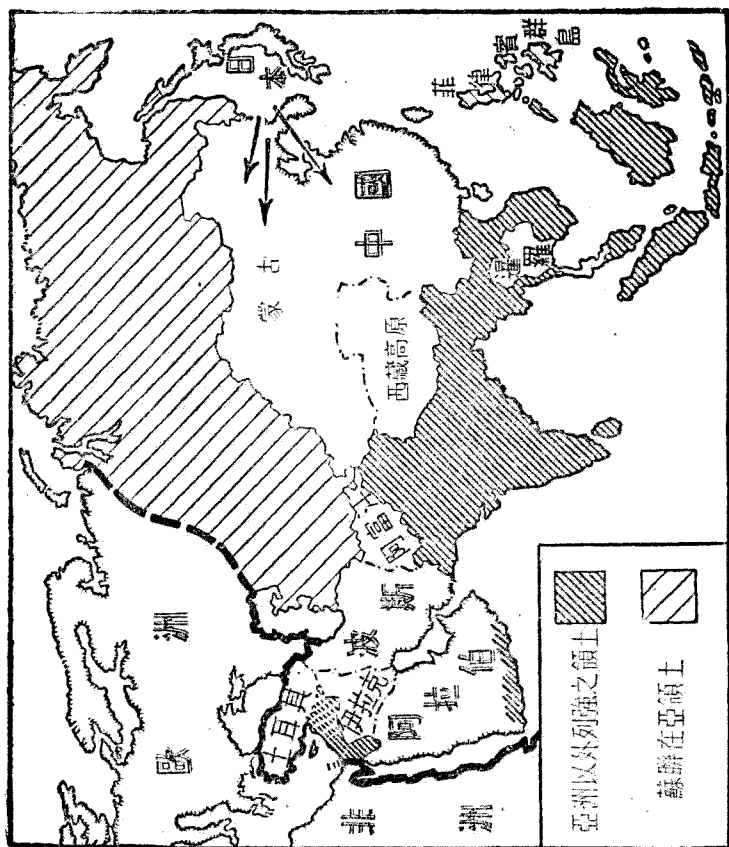 日本
菲律賓群島
中國
蒙古
西藏高原
暹羅
阿富汗
波斯
伊拉克
阿拉伯
土耳其
歐洲
非洲
亞洲以外列強之領土
蘇聯在亞領土